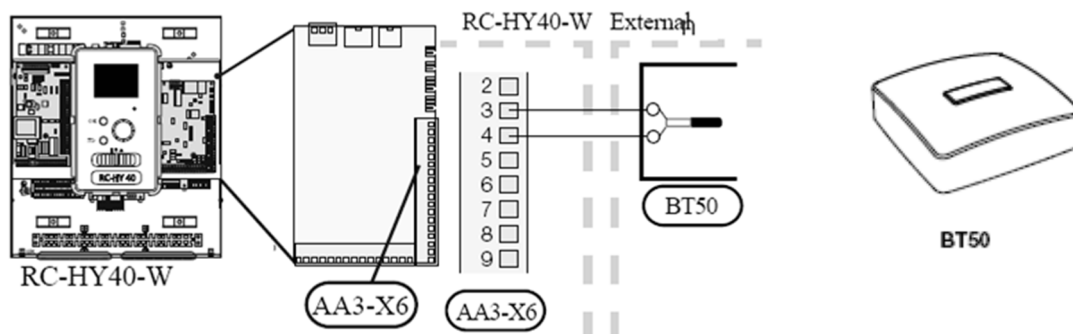 RC-HY40-W External
RC-HY 40
RC-HY40-W
AA3-X6
2
3
4
5
6
7
8
9
AA3-X6
BT50
BT50